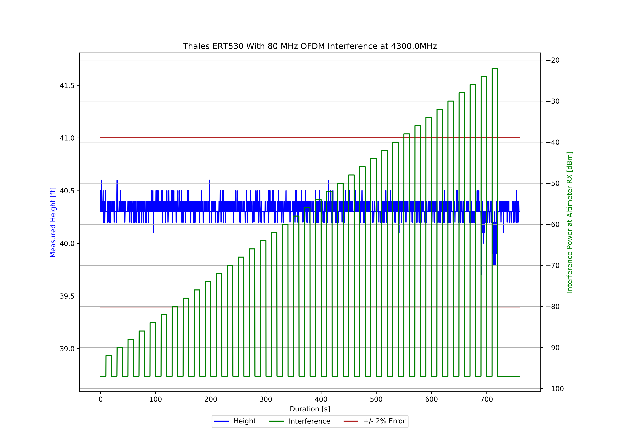 Thales ERT530 With 80 MHz OFDM Interference at 4300.0MHz
41.5
41.0
40.5
40.0
39.5
39.0
Measured Height [ft]
−20
−30
−40
−50
−60
−70
−80
−90
−100
Interference Power at Altimeter RX [dBm]
0 100 200 300 400 500 600 700
Duration [s]
Height Interference +/- 2% Error